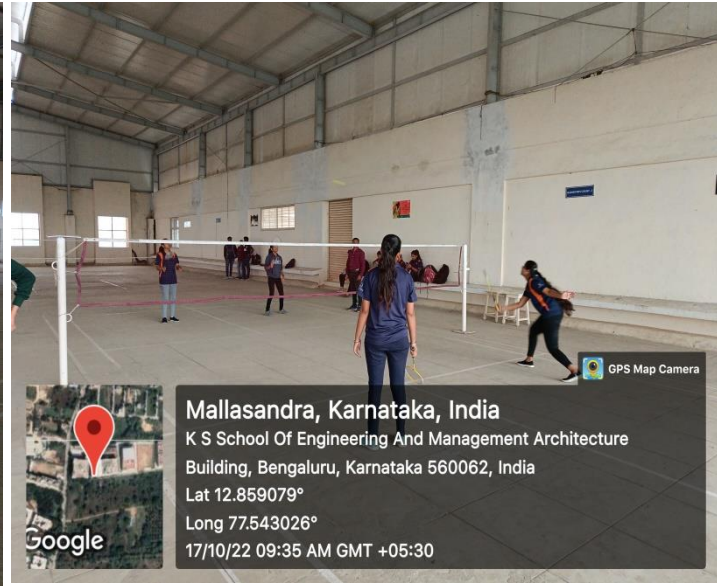 GPS Map Camera
Mallasandra, Karnataka, India
K S School Of Engineering And Management Architecture
Building, Bengaluru, Karnataka 560062, India
Lat 12.859079°
Long 77.543026°
17/10/22 09:35 AM GMT +05:30
Google